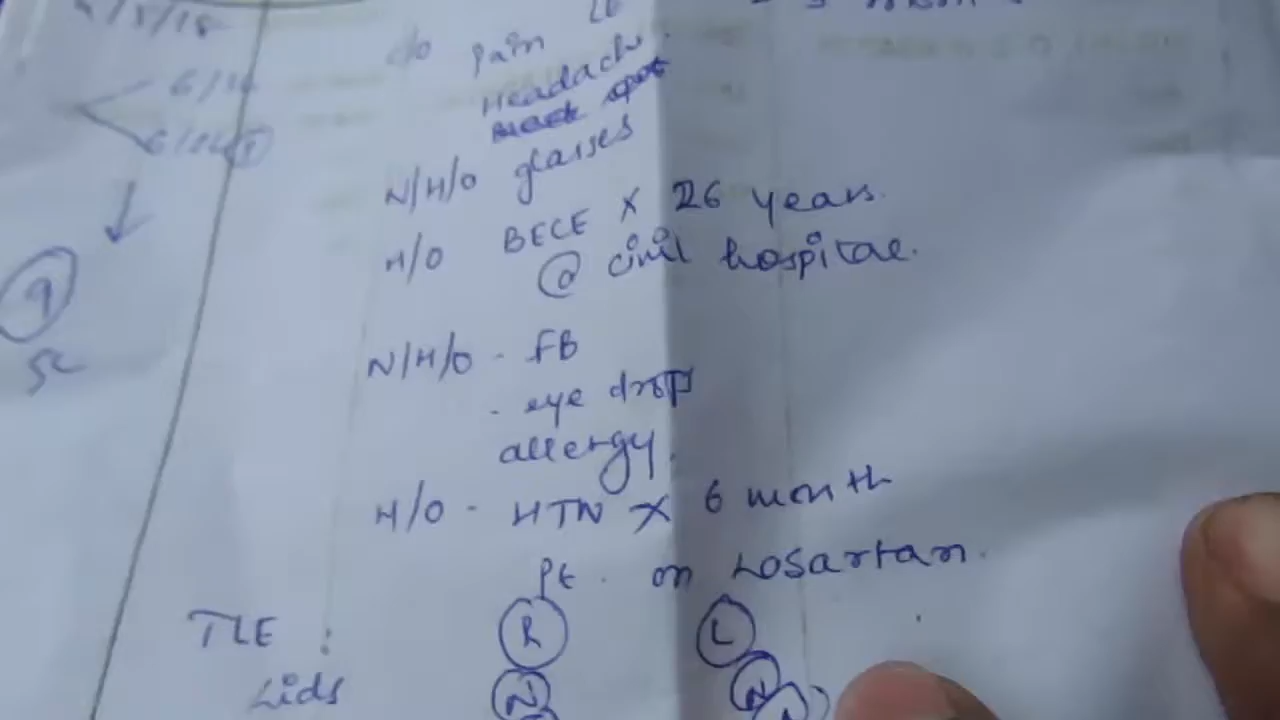 c/o Pain
Headache
glasses
N/H/O
H/O BECE X 26 years.
@ civil hospital.
N/H/O - FB
- eye drops
allergy.
H/O - HTN X 6 month
Pt. on Losartan.
TLE : R L
Lids N N